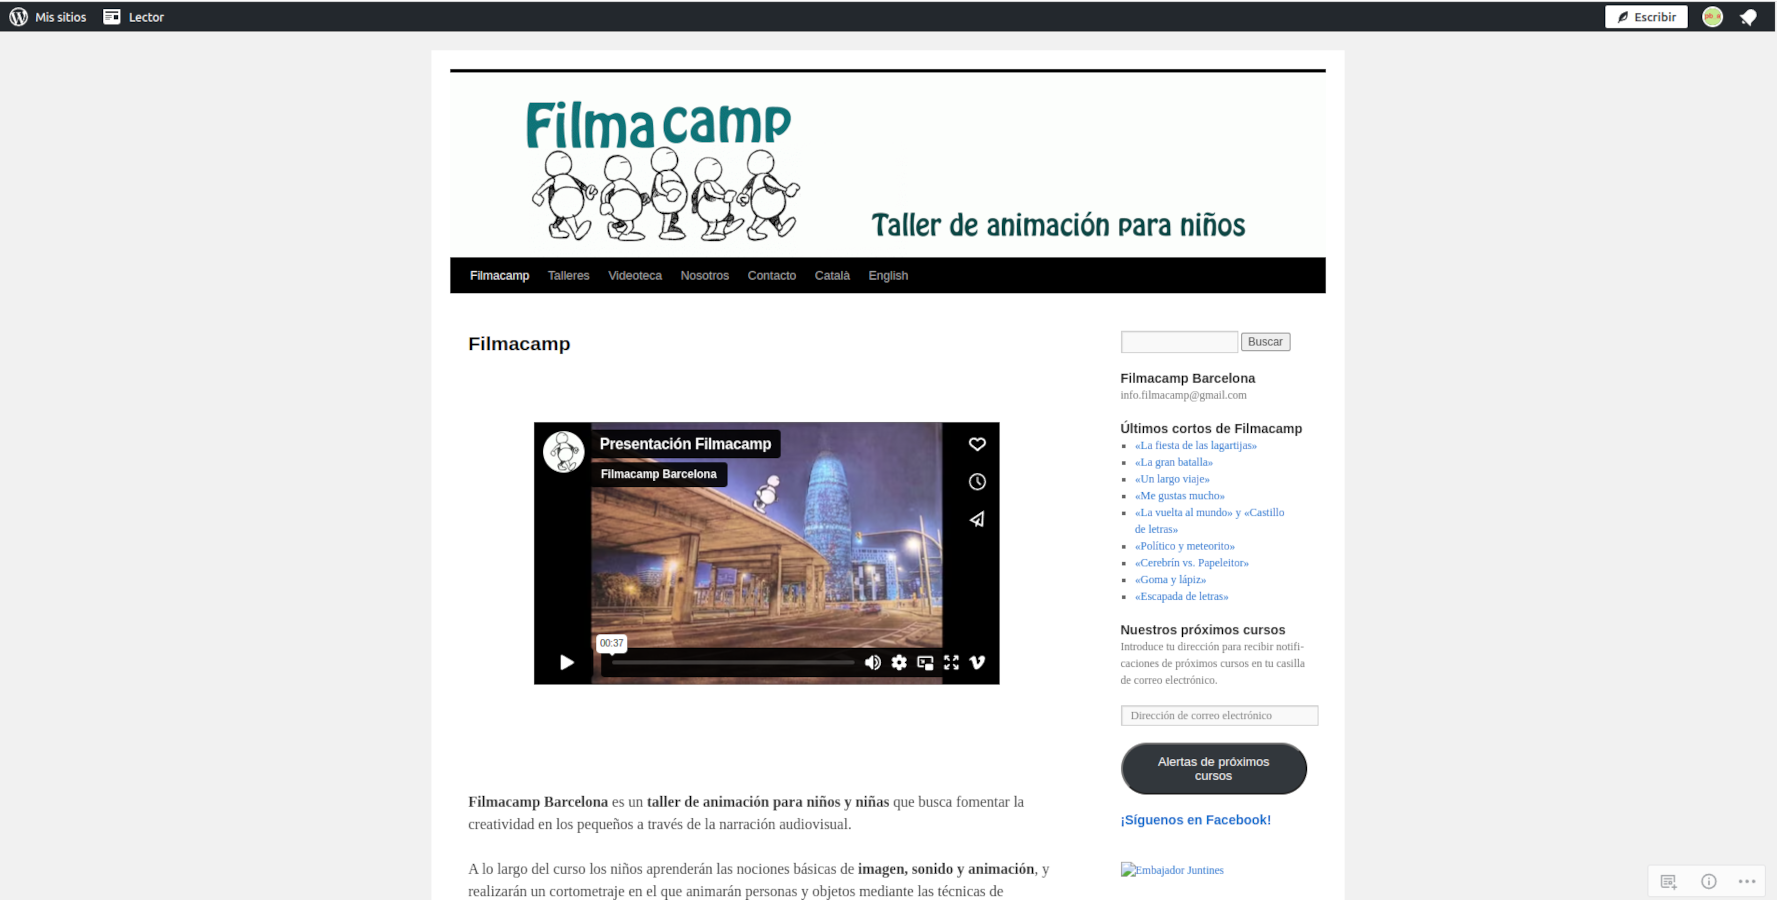 Mis sitios
Lector
Escribir
Filmacamp
Taller de animación para niños
Filmacamp Talleres Videoteca Nosotros Contacto Català English
Filmacamp
Presentación Filmacamp
Filmacamp Barcelona
00:37
Filmacamp Barcelona es un taller de animación para niños y niñas que busca fomentar la
creatividad en los pequeños a través de la narración audiovisual.
A lo largo del curso los niños aprenderán las nociones básicas de imagen, sonido y animación, y
realizarán un cortometraje en el que animarán personas y objetos mediante las técnicas de
Buscar
Filmacamp Barcelona
info.filmacamp@gmail.com
Últimos cortos de Filmacamp
«La fiesta de las lagartijas»
«La gran batalla»
«Un largo viaje»
«Me gustas mucho»
«La vuelta al mundo» y «Castillo
de letras»
«Político y meteorito»
«Cerebrín vs. Papeleitor»
«Goma y lápiz»
«Escapada de letras»
Nuestros próximos cursos
Introduce tu dirección para recibir notifi-
caciones de próximos cursos en tu casilla
de correo electrónico.
Dirección de correo electrónico
Alertas de próximos
cursos
¡Síguenos en Facebook!
Embajador Juntines